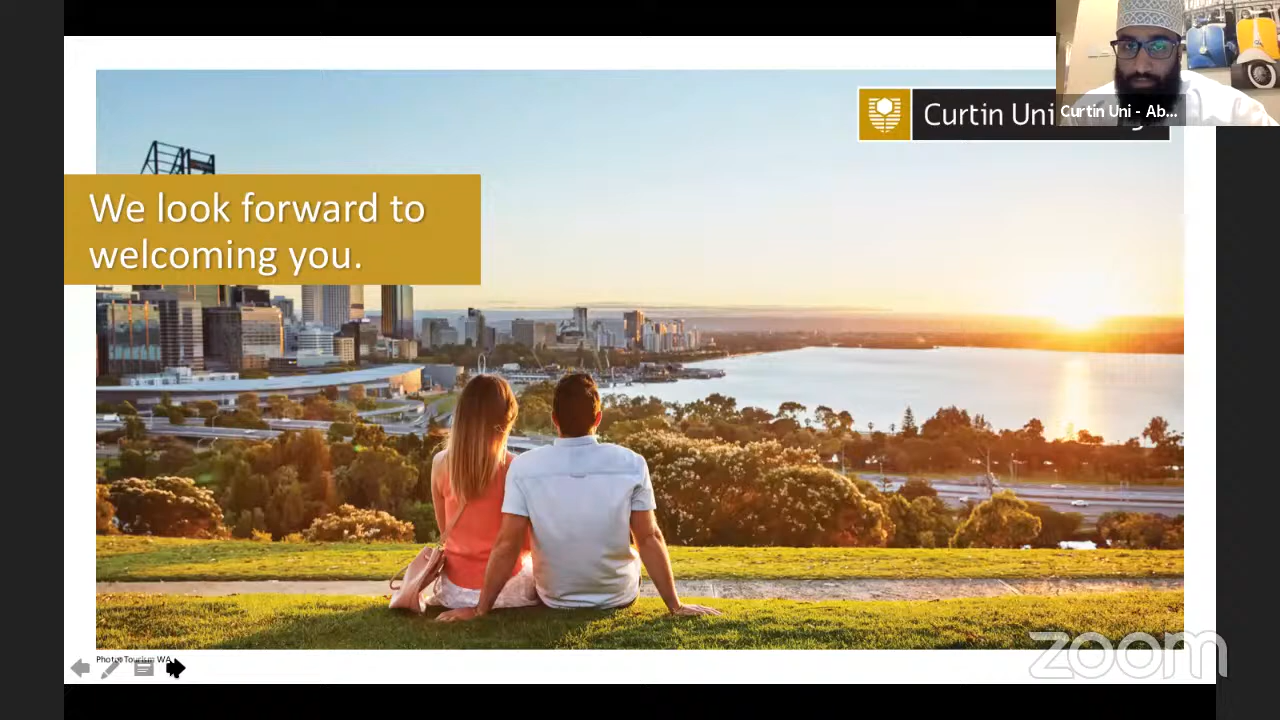 Curtin Uni
Curtin Uni - Ab...
We look forward to
welcoming you.
Photo: Tourism WA
zoom